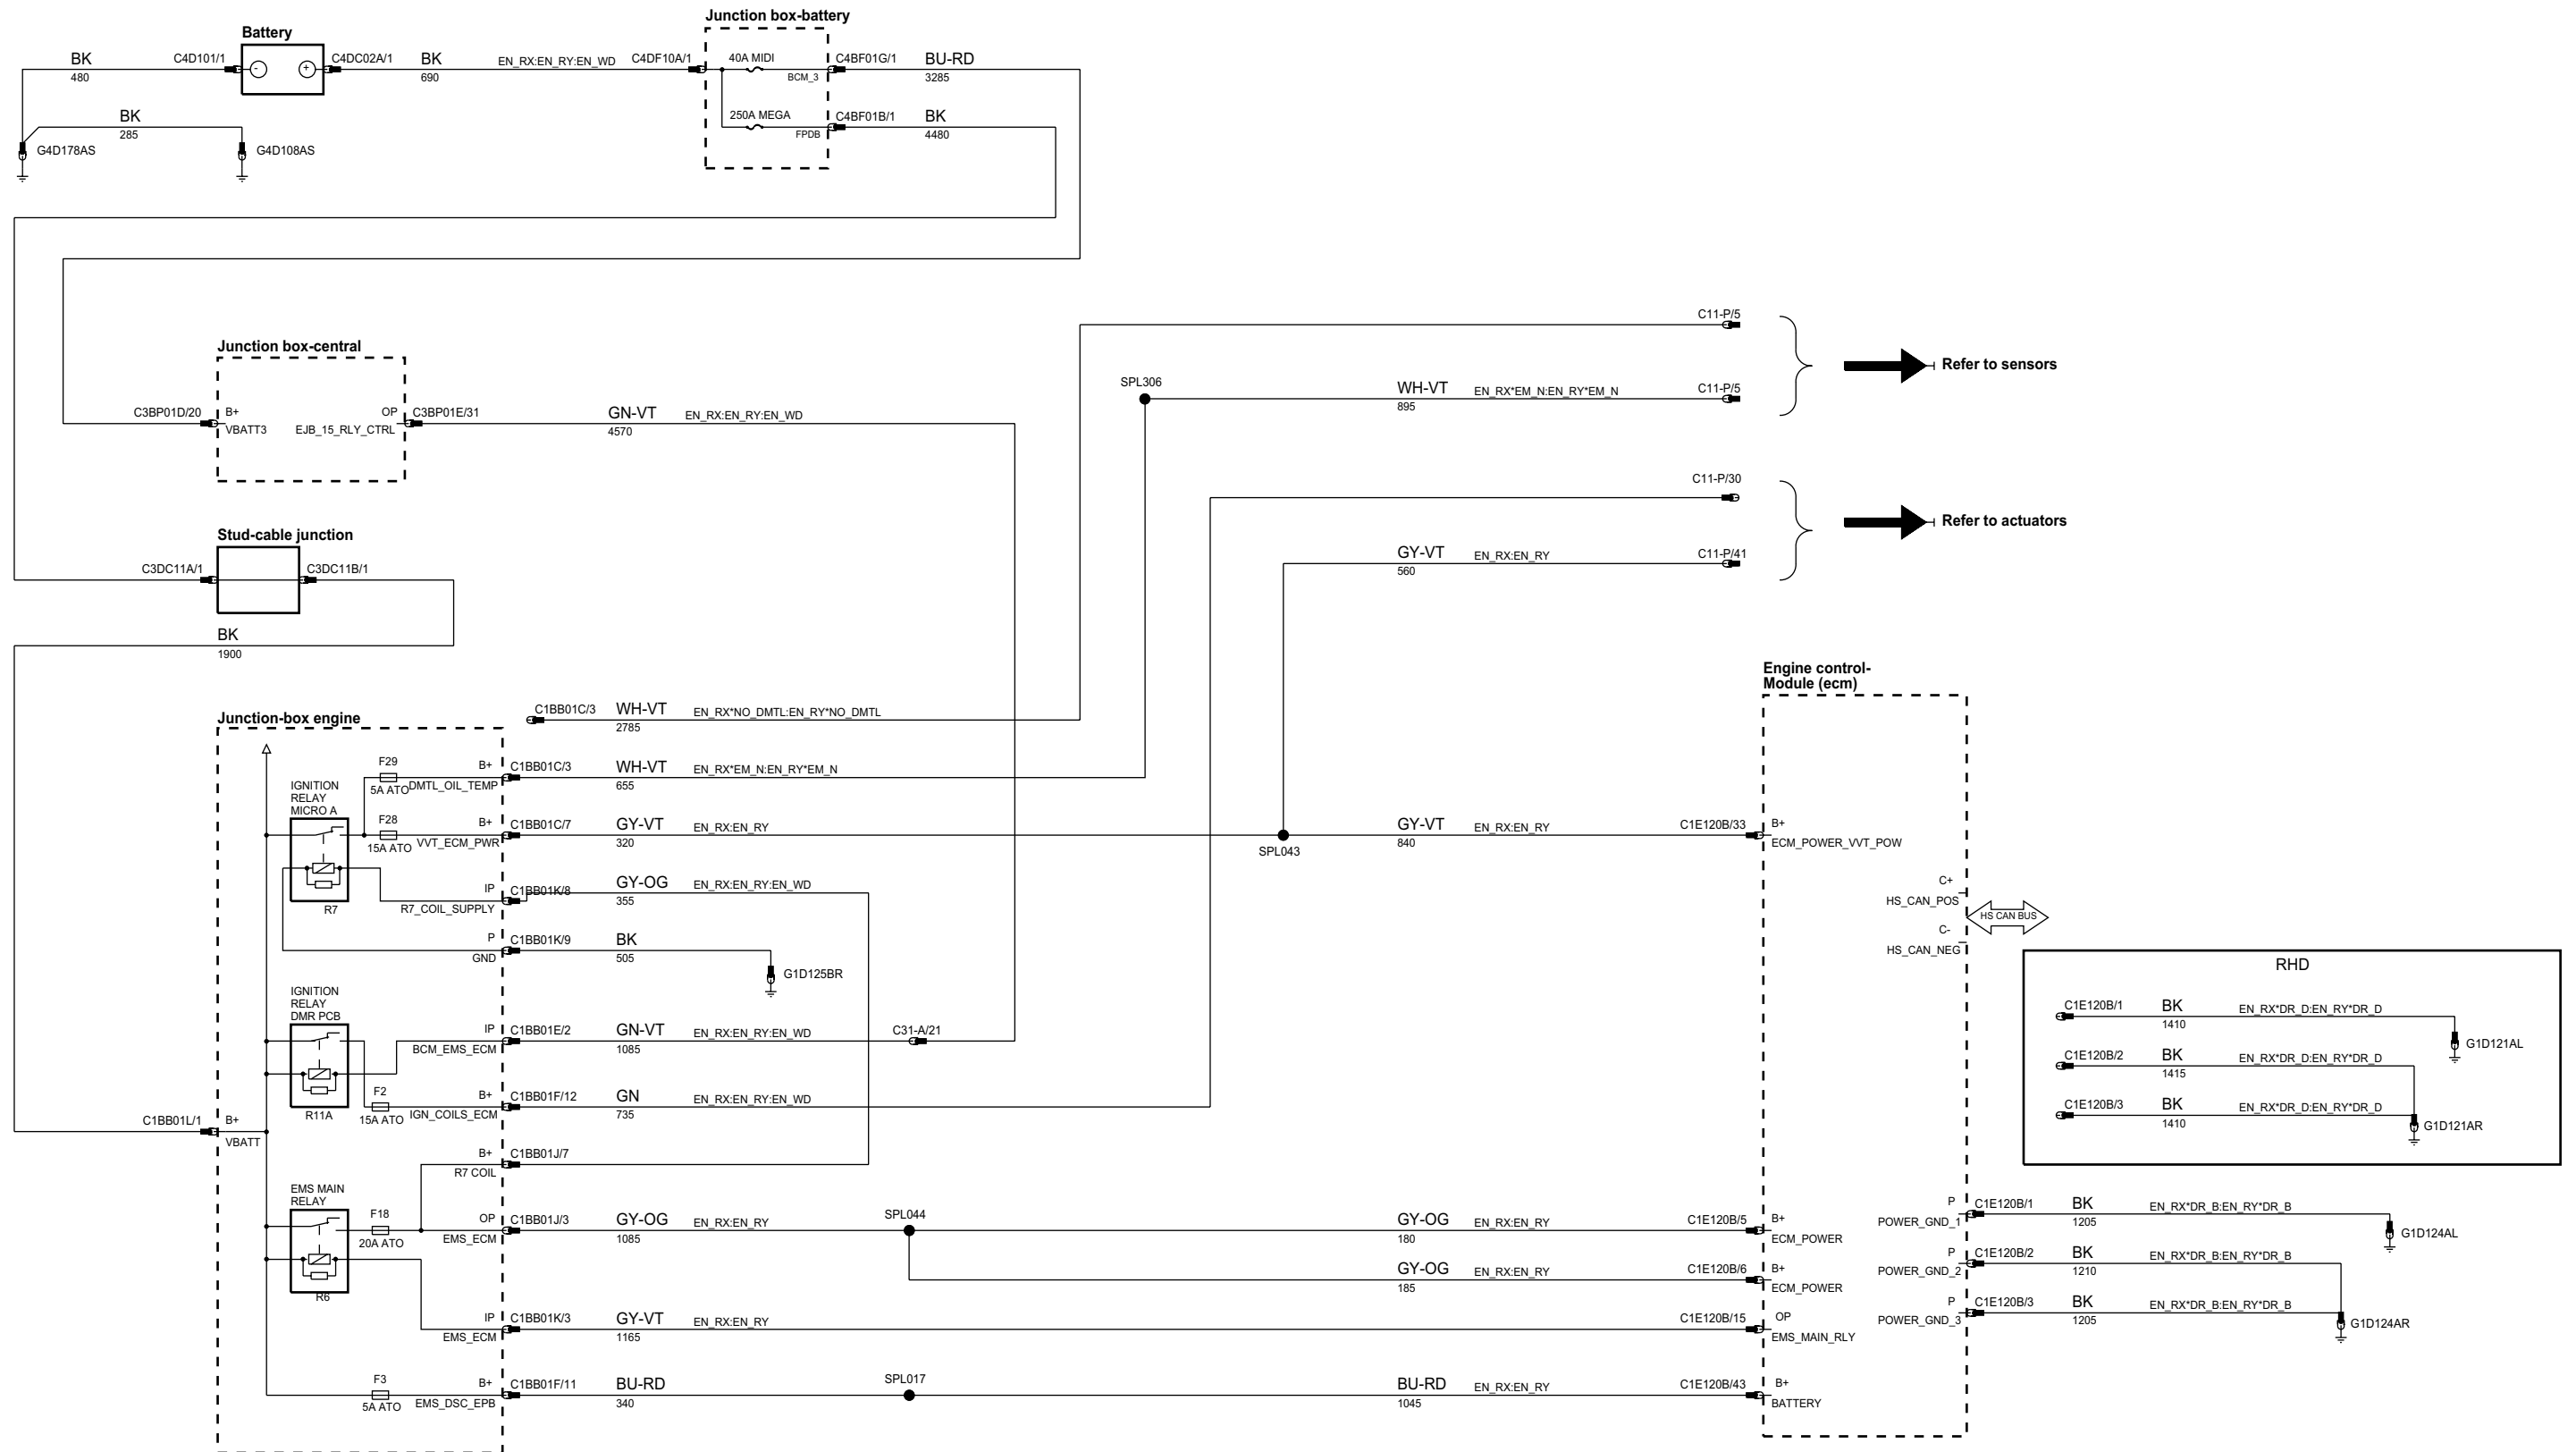 Junction box-battery
Battery
BK
480
C4D101/1
-
+
C4DC02A/1
BK
690
EN_RX:EN_RY:EN_WD
C4DF10A/1
40A MIDI
BCM_3
C4BF01G/1
BU-RD
3285
BK
285
250A MEGA
FPDB
C4BF01B/1
BK
4480
G4D178AS
G4D108AS
C11-P/5
Junction box-central
Refer to sensors
SPL306
WH-VT
895
EN_RX*EM_N:EN_RY*EM_N
C11-P/5
C3BP01D/20
B+
VBATT3
OP
EJB_15_RLY_CTRL
C3BP01E/31
GN-VT
4570
EN_RX:EN_RY:EN_WD
C11-P/30
Refer to actuators
Stud-cable junction
C3DC11A/1
C3DC11B/1
GY-VT
560
EN_RX:EN_RY
C11-P/41
BK
1900
Engine control-
Module (ecm)
Junction-box engine
C1BB01C/3
WH-VT
2785
EN_RX*NO_DMTL:EN_RY*NO_DMTL
F29
5A ATO
B+
DMTL_OIL_TEMP
C1BB01C/3
WH-VT
655
EN_RX*EM_N:EN_RY*EM_N
IGNITION
RELAY
MICRO A
F28
15A ATO
B+
VVT_ECM_PWR
C1BB01C/7
GY-VT
320
EN_RX:EN_RY
SPL043
GY-VT
840
EN_RX:EN_RY
C1E120B/33
B+
ECM_POWER_VVT_POW
R7
IP
R7_COIL_SUPPLY
C1BB01K/8
GY-OG
355
EN_RX:EN_RY:EN_WD
C+
HS_CAN_POS
HS CAN BUS
C-
HS_CAN_NEG
P
GND
C1BB01K/9
BK
505
G1D125BR
RHD
C1E120B/1
BK
1410
EN_RX*DR_D:EN_RY*DR_D
G1D121AL
C1E120B/2
BK
1415
EN_RX*DR_D:EN_RY*DR_D
C1E120B/3
BK
1410
EN_RX*DR_D:EN_RY*DR_D
G1D121AR
IGNITION
RELAY
DMR PCB
IP
BCM_EMS_ECM
C1BB01E/2
GN-VT
1085
EN_RX:EN_RY:EN_WD
C31-A/21
R11A
F2
15A ATO
B+
IGN_COILS_ECM
C1BB01F/12
GN
735
EN_RX:EN_RY:EN_WD
C1BB01L/1
B+
VBATT
B+
R7 COIL
C1BB01J/7
EMS MAIN
RELAY
F18
20A ATO
OP
EMS_ECM
C1BB01J/3
GY-OG
1085
EN_RX:EN_RY
SPL044
GY-OG
180
EN_RX:EN_RY
C1E120B/5
B+
ECM_POWER
P
POWER_GND_1
C1E120B/1
BK
1205
EN_RX*DR_B:EN_RY*DR_B
G1D124AL
GY-OG
185
EN_RX:EN_RY
C1E120B/6
B+
ECM_POWER
P
POWER_GND_2
C1E120B/2
BK
1210
EN_RX*DR_B:EN_RY*DR_B
R6
IP
EMS_ECM
C1BB01K/3
GY-VT
1165
EN_RX:EN_RY
C1E120B/15
OP
EMS_MAIN_RLY
P
POWER_GND_3
C1E120B/3
BK
1205
EN_RX*DR_B:EN_RY*DR_B
G1D124AR
F3
5A ATO
B+
EMS_DSC_EPB
C1BB01F/11
BU-RD
340
SPL017
BU-RD
1045
EN_RX:EN_RY
C1E120B/43
B+
BATTERY